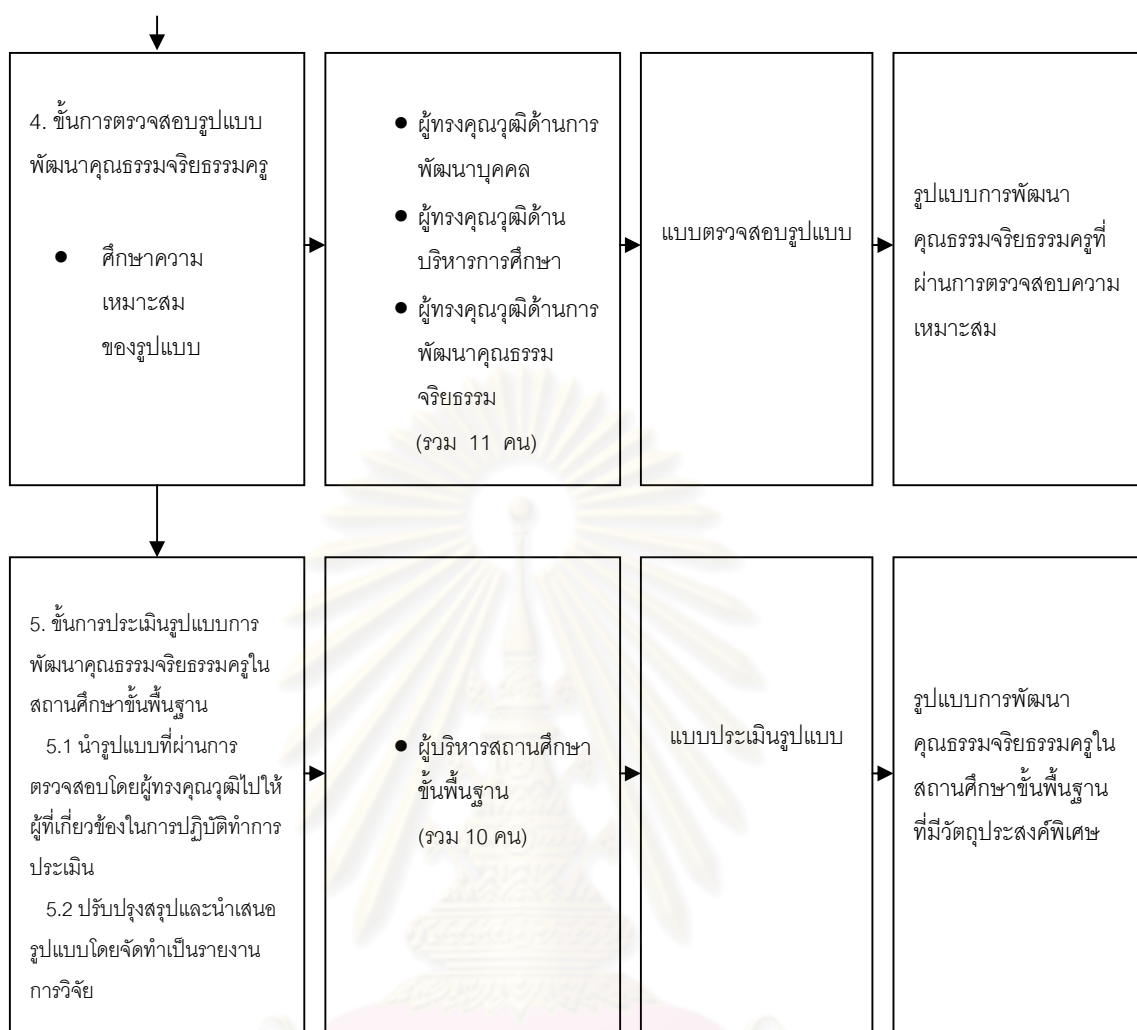 4. ขั้นการตรวจสอบรูปแบบ
พัฒนาคุณธรรมจริยธรรมครู
● ศึกษาความ
เหมาะสม
ของรูปแบบ
● ผู้ทรงคุณวุฒิด้านการ
พัฒนาบุคคล
● ผู้ทรงคุณวุฒิด้าน
บริหารการศึกษา
● ผู้ทรงคุณวุฒิด้านการ
พัฒนาคุณธรรม
จริยธรรม
(รวม 11 คน)
แบบตรวจสอบรูปแบบ
รูปแบบการพัฒนา
คุณธรรมจริยธรรมครูที่
ผ่านการตรวจสอบความ
เหมาะสม
5. ขั้นการประเมินรูปแบบการ
พัฒนาคุณธรรมจริยธรรมครูใน
สถานศึกษาขั้นพื้นฐาน
5.1 นำรูปแบบที่ผ่านการ
ตรวจสอบโดยผู้ทรงคุณวุฒิไปให้
ผู้ที่เกี่ยวข้องในการปฏิบัติทำการ
ประเมิน
5.2 ปรับปรุงสรุปและนำเสนอ
รูปแบบโดยจัดทำเป็นรายงาน
การวิจัย
● ผู้บริหารสถานศึกษา
ขั้นพื้นฐาน
(รวม 10 คน)
แบบประเมินรูปแบบ
รูปแบบการพัฒนา
คุณธรรมจริยธรรมครูใน
สถานศึกษาขั้นพื้นฐาน
ที่มีวัตถุประสงค์พิเศษ